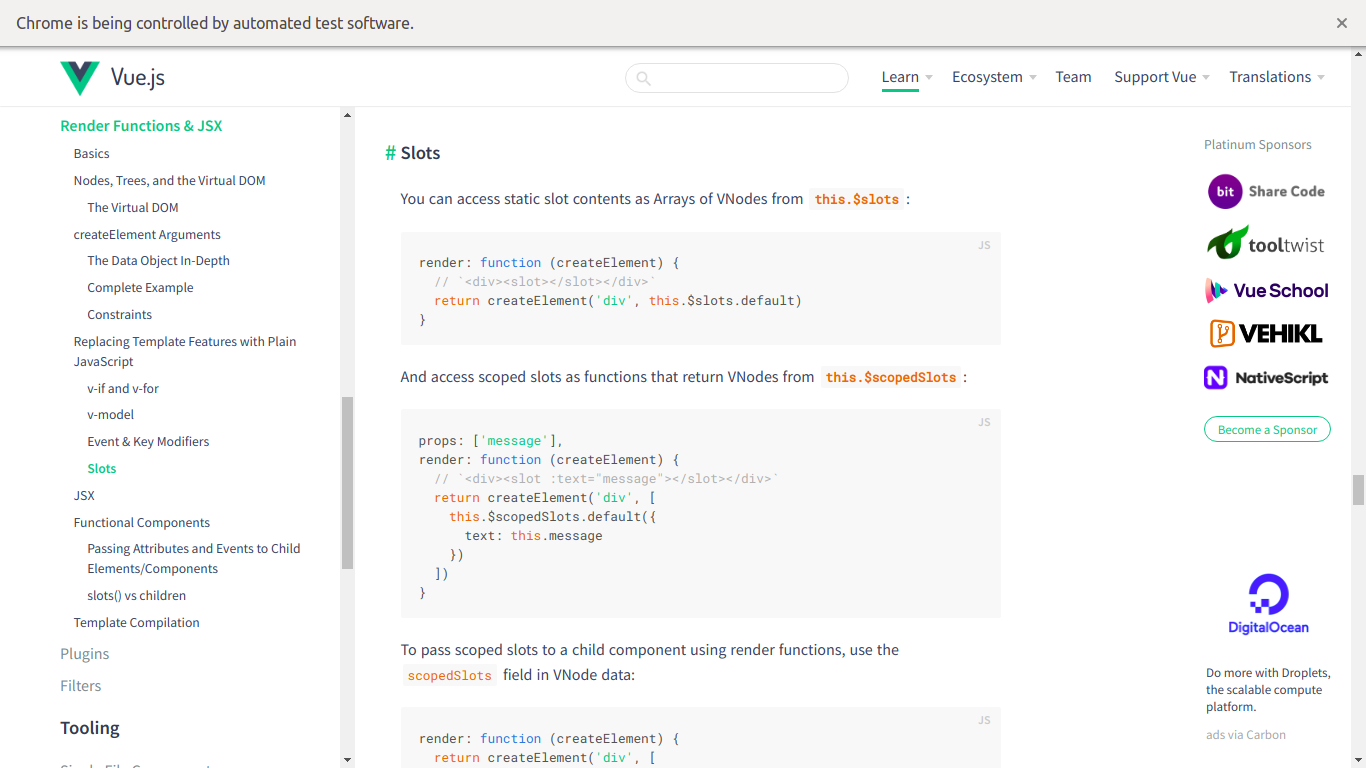 Chrome is being controlled by automated test software.
Vue.js
Learn
Ecosystem
Team
Support Vue
Translations
Render Functions & JSX
Basics
Nodes, Trees, and the Virtual DOM
The Virtual DOM
createElement Arguments
The Data Object In-Depth
Complete Example
Constraints
Replacing Template Features with Plain
JavaScript
v-if and v-for
v-model
Event & Key Modifiers
Slots
JSX
Functional Components
Passing Attributes and Events to Child
Elements/Components
slots() vs children
Template Compilation
Plugins
Filters
Tooling
# Slots
You can access static slot contents as Arrays of VNodes from this.$slots :
JS
render: function (createElement) {
  // `<div><slot></slot></div>`
  return createElement('div', this.$slots.default)
}
And access scoped slots as functions that return VNodes from this.$scopedSlots :
JS
props: ['message'],
render: function (createElement) {
  // `<div><slot :text="message"></slot></div>`
  return createElement('div', [
    this.$scopedSlots.default({
      text: this.message
    })
  ])
}
To pass scoped slots to a child component using render functions, use the
scopedSlots field in VNode data:
JS
render: function (createElement) {
  return createElement('div', [
Platinum Sponsors
bit Share Code
tooltwist
Vue School
VEHIKL
NativeScript
Become a Sponsor
DigitalOcean
Do more with Droplets,
the scalable compute
platform.
ads via Carbon